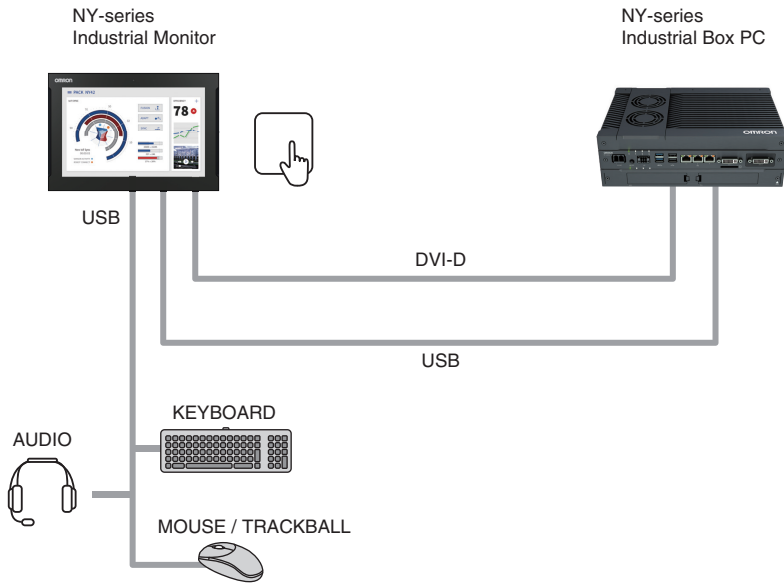 NY-series
Industrial Monitor
NY-series
Industrial Box PC
OMRON
78
OMRON
USB
DVI-D
USB
KEYBOARD
AUDIO
MOUSE / TRACKBALL